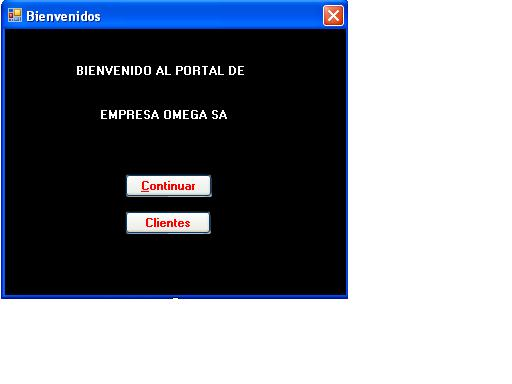 Bienvenidos
BIENVENIDO AL PORTAL DE
EMPRESA OMEGA SA
Continuar
Clientes